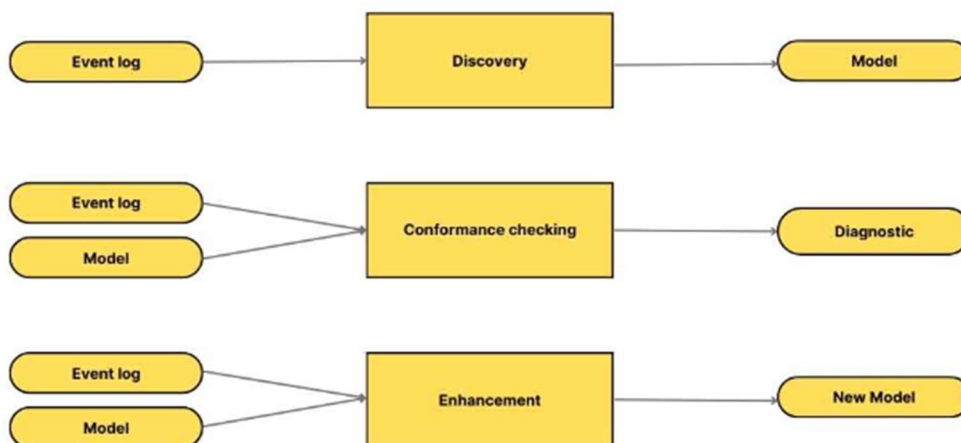 Event log
Discovery
Model
Event log
Model
Conformance checking
Diagnostic
Event log
Model
Enhancement
New Model